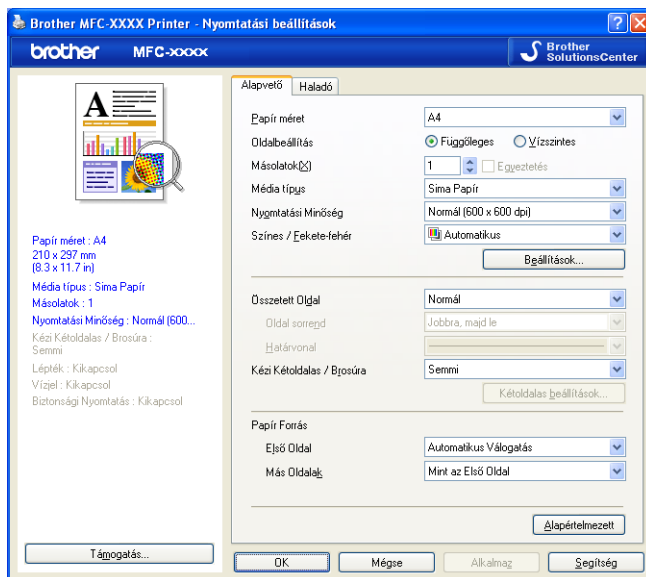 Brother MFC-XXXX Printer - Nyomtatási beállítások
brother MFC-xxxx
Brother
SolutionsCenter
A
Papír méret : A4
210 x 297 mm
(8.3 x 11.7 in)
Média típus : Sima Papír
Másolatok : 1
Nyomtatási Minőség : Normál (600...
Kézi Kétoldalas / Brosúra :
Semmi
Lépték : Kikapcsol
Vízjel : Kikapcsol
Biztonsági Nyomtatás : Kikapcsol
Támogatás...
Alapvető Haladó
Papír méret A4
Oldalbeállítás Függőleges Vízszintes
Másolatok(X) 1 Egyeztetés
Média típus Sima Papír
Nyomtatási Minőség Normál (600 x 600 dpi)
Színes / Fekete-fehér Automatikus
Beállítások...
Összetett Oldal Normál
Oldal sorrend Jobbra, majd le
Határvonal
Kézi Kétoldalas / Brosúra Semmi
Kétoldalas beállítások...
Papír Forrás
Első Oldal Automatikus Válogatás
Más Oldalak Mint az Első Oldal
Alapértelmezett
OK Mégse Alkalmaz Segítség